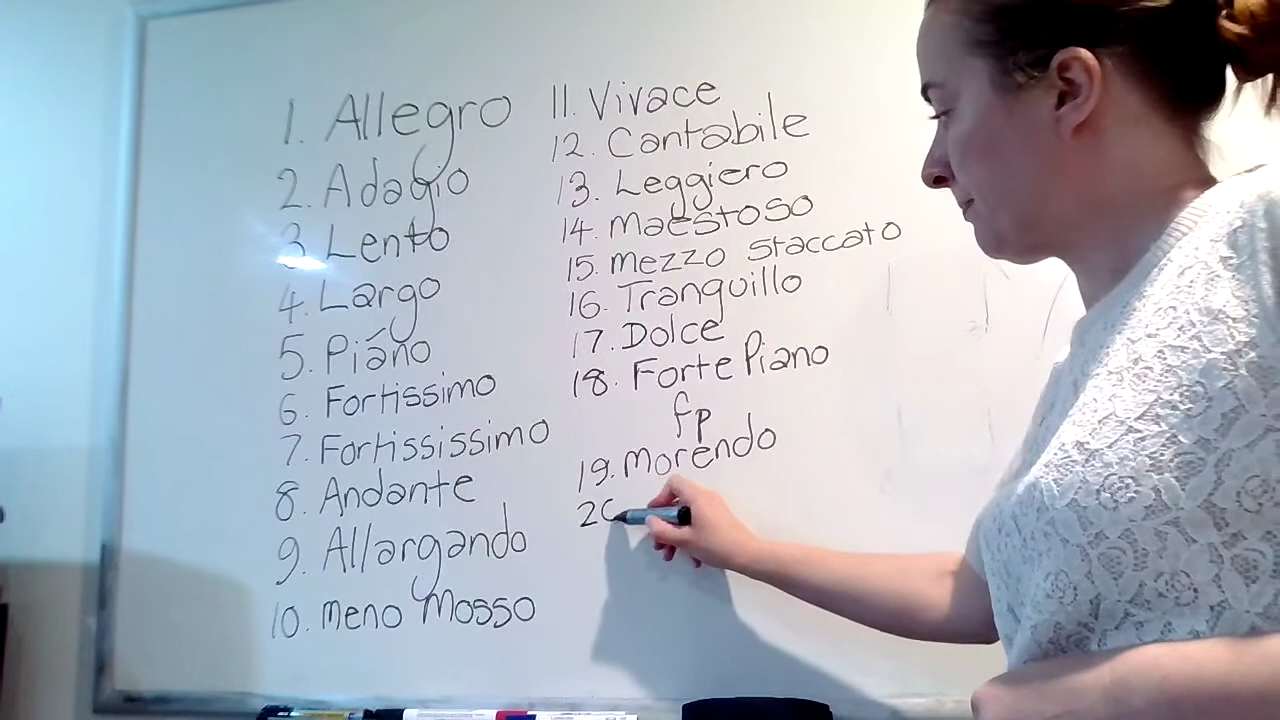 1. Allegro
2. Adagio
3. Lento
4. Largo
5. Piáno
6. Fortissimo
7. Fortississimo
8. Andante
9. Allargando
10. Meno Mosso
11. Vivace
12. Cantabile
13. Leggiero
14. Maestoso
15. Mezzo Staccato
16. Tranquillo
17. Dolce
18. Forte Piano
fp
19. Morendo
20